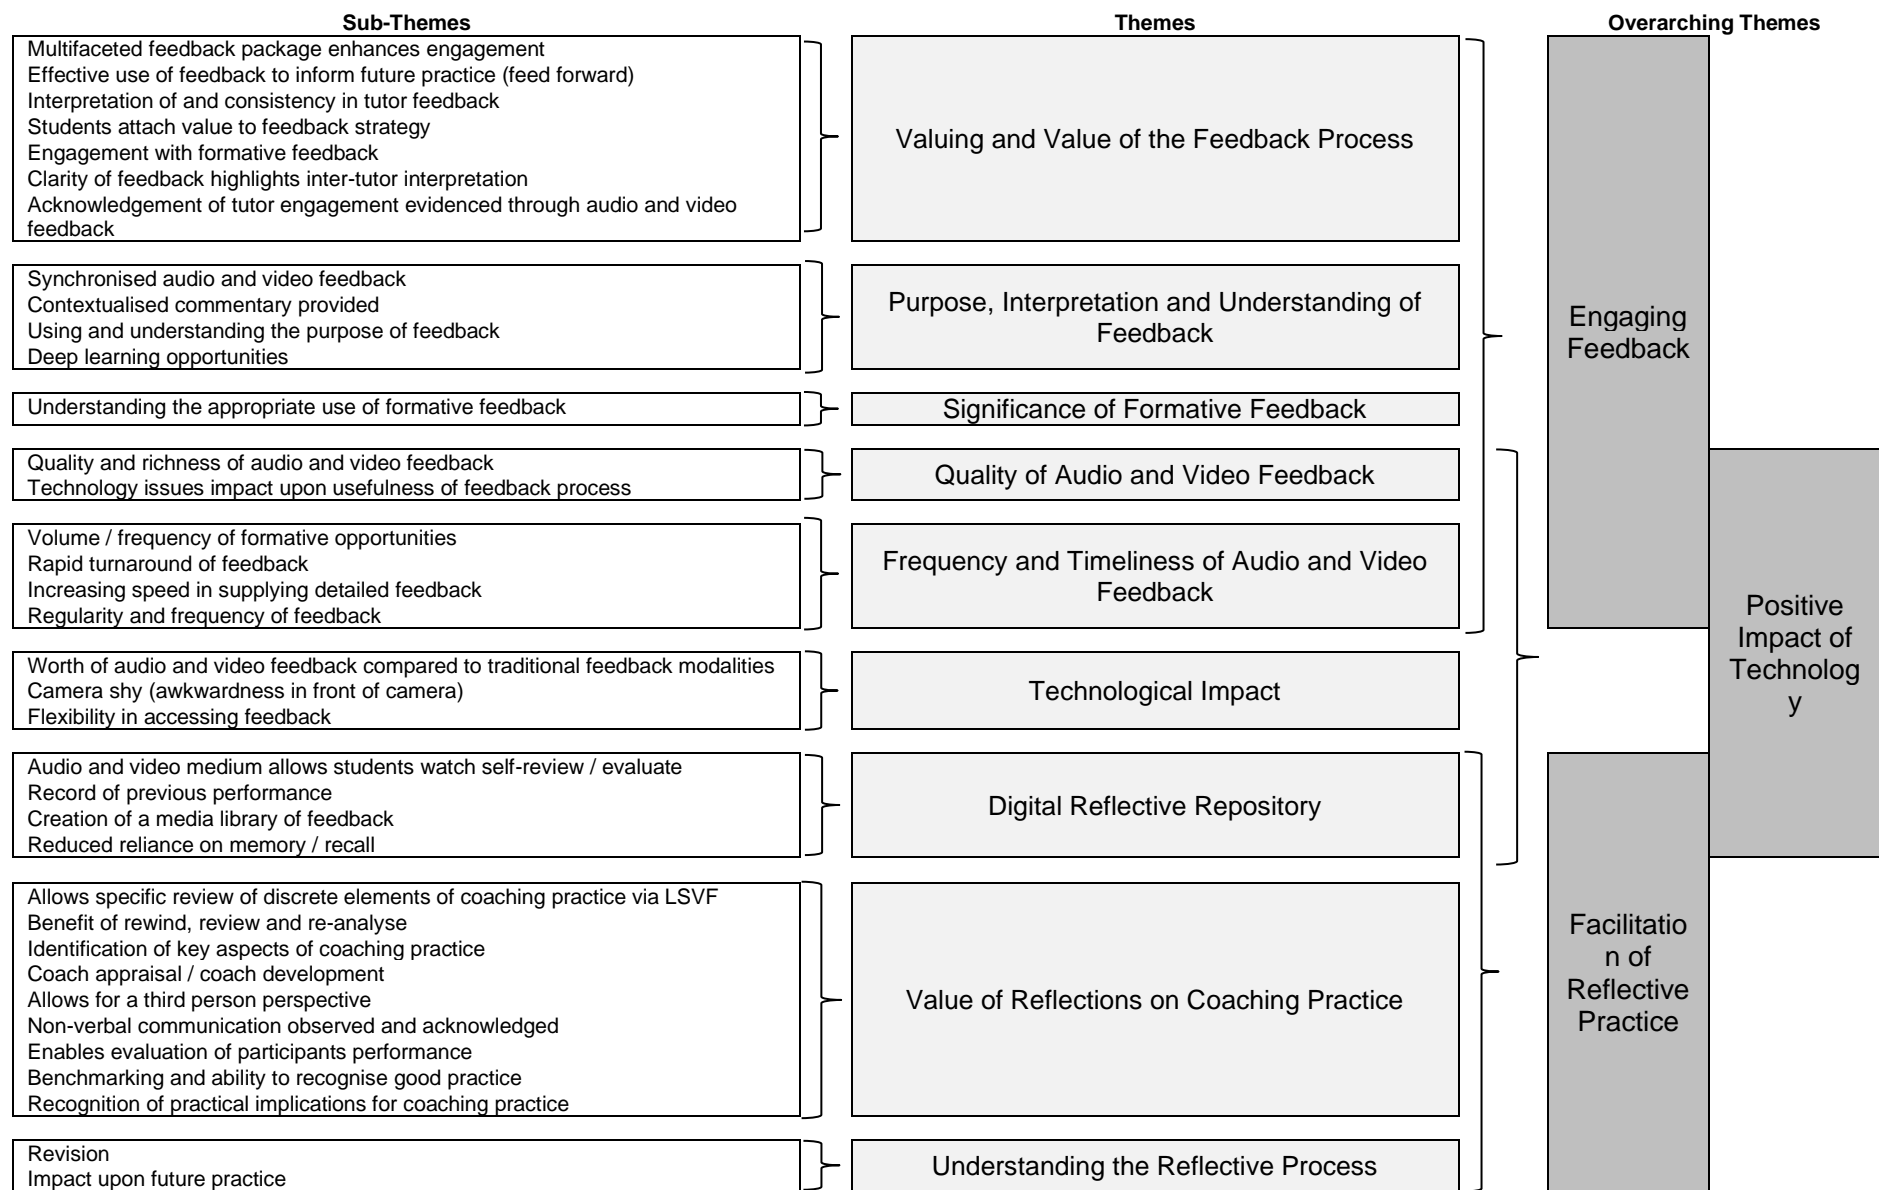 Sub-Themes
Themes
Overarching Themes
Multifaceted feedback package enhances engagement
Effective use of feedback to inform future practice (feed forward)
Interpretation of and consistency in tutor feedback
Students attach value to feedback strategy
Engagement with formative feedback
Clarity of feedback highlights inter-tutor interpretation
Acknowledgement of tutor engagement evidenced through audio and video
feedback
Valuing and Value of the Feedback Process
Synchronised audio and video feedback
Contextualised commentary provided
Using and understanding the purpose of feedback
Deep learning opportunities
Purpose, Interpretation and Understanding of
Feedback
Understanding the appropriate use of formative feedback
Significance of Formative Feedback
Quality and richness of audio and video feedback
Technology issues impact upon usefulness of feedback process
Quality of Audio and Video Feedback
Volume / frequency of formative opportunities
Rapid turnaround of feedback
Increasing speed in supplying detailed feedback
Regularity and frequency of feedback
Frequency and Timeliness of Audio and Video
Feedback
Worth of audio and video feedback compared to traditional feedback modalities
Camera shy (awkwardness in front of camera)
Flexibility in accessing feedback
Technological Impact
Audio and video medium allows students watch self-review / evaluate
Record of previous performance
Creation of a media library of feedback
Reduced reliance on memory / recall
Digital Reflective Repository
Allows specific review of discrete elements of coaching practice via LSVF
Benefit of rewind, review and re-analyse
Identification of key aspects of coaching practice
Coach appraisal / coach development
Allows for a third person perspective
Non-verbal communication observed and acknowledged
Enables evaluation of participants performance
Benchmarking and ability to recognise good practice
Recognition of practical implications for coaching practice
Value of Reflections on Coaching Practice
Revision
Impact upon future practice
Understanding the Reflective Process
Engaging
Feedback
Positive
Impact of
Technolog
y
Facilitatio
n of
Reflective
Practice